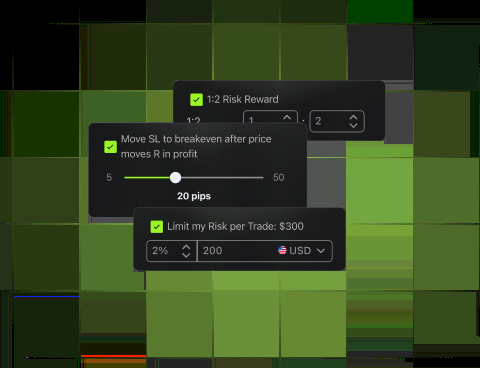 1:2 Risk Reward
1:2 1 : 2
Move SL to breakeven after price
moves R in profit
5 50
20 pips
Limit my Risk per Trade: $300
2% 200 USD